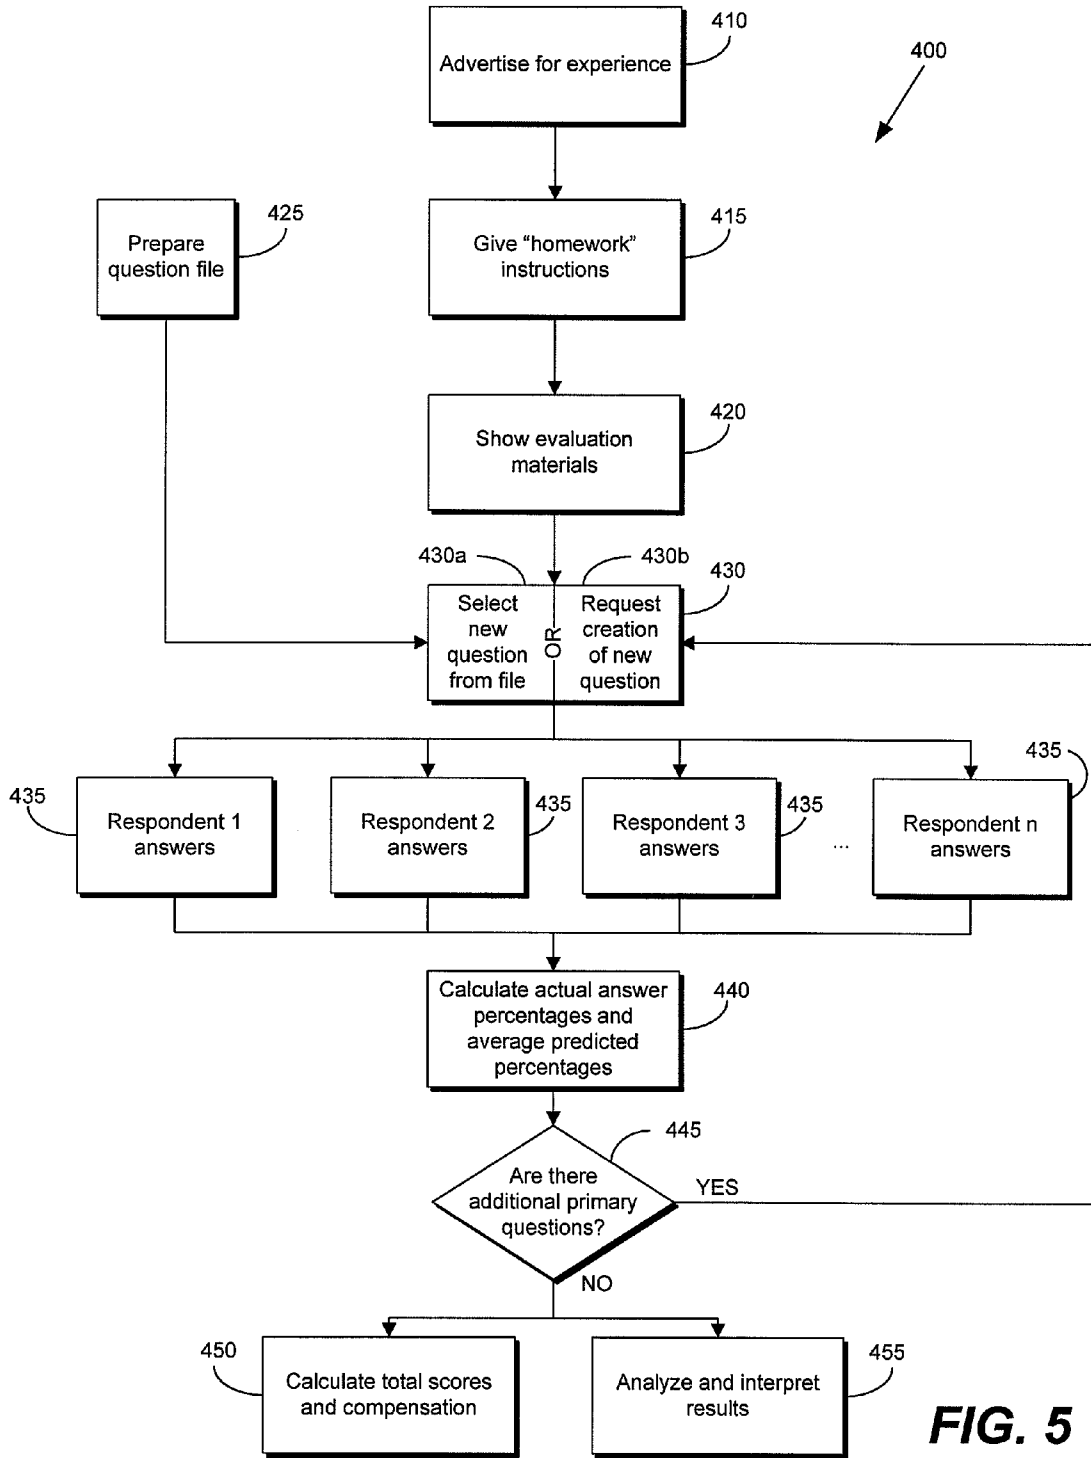 410
Advertise for experience
400
425
Prepare
question file
415
Give “homework”
instructions
420
Show evaluation
materials
430a
430b
430
Select
new
question
from file
OR
Request
creation
of new
question
435
Respondent 1
answers
435
Respondent 2
answers
435
Respondent 3
answers
...
435
Respondent n
answers
440
Calculate actual answer
percentages and
average predicted
percentages
445
Are there
additional primary
questions?
YES
NO
450
Calculate total scores
and compensation
455
Analyze and interpret
results
FIG. 5